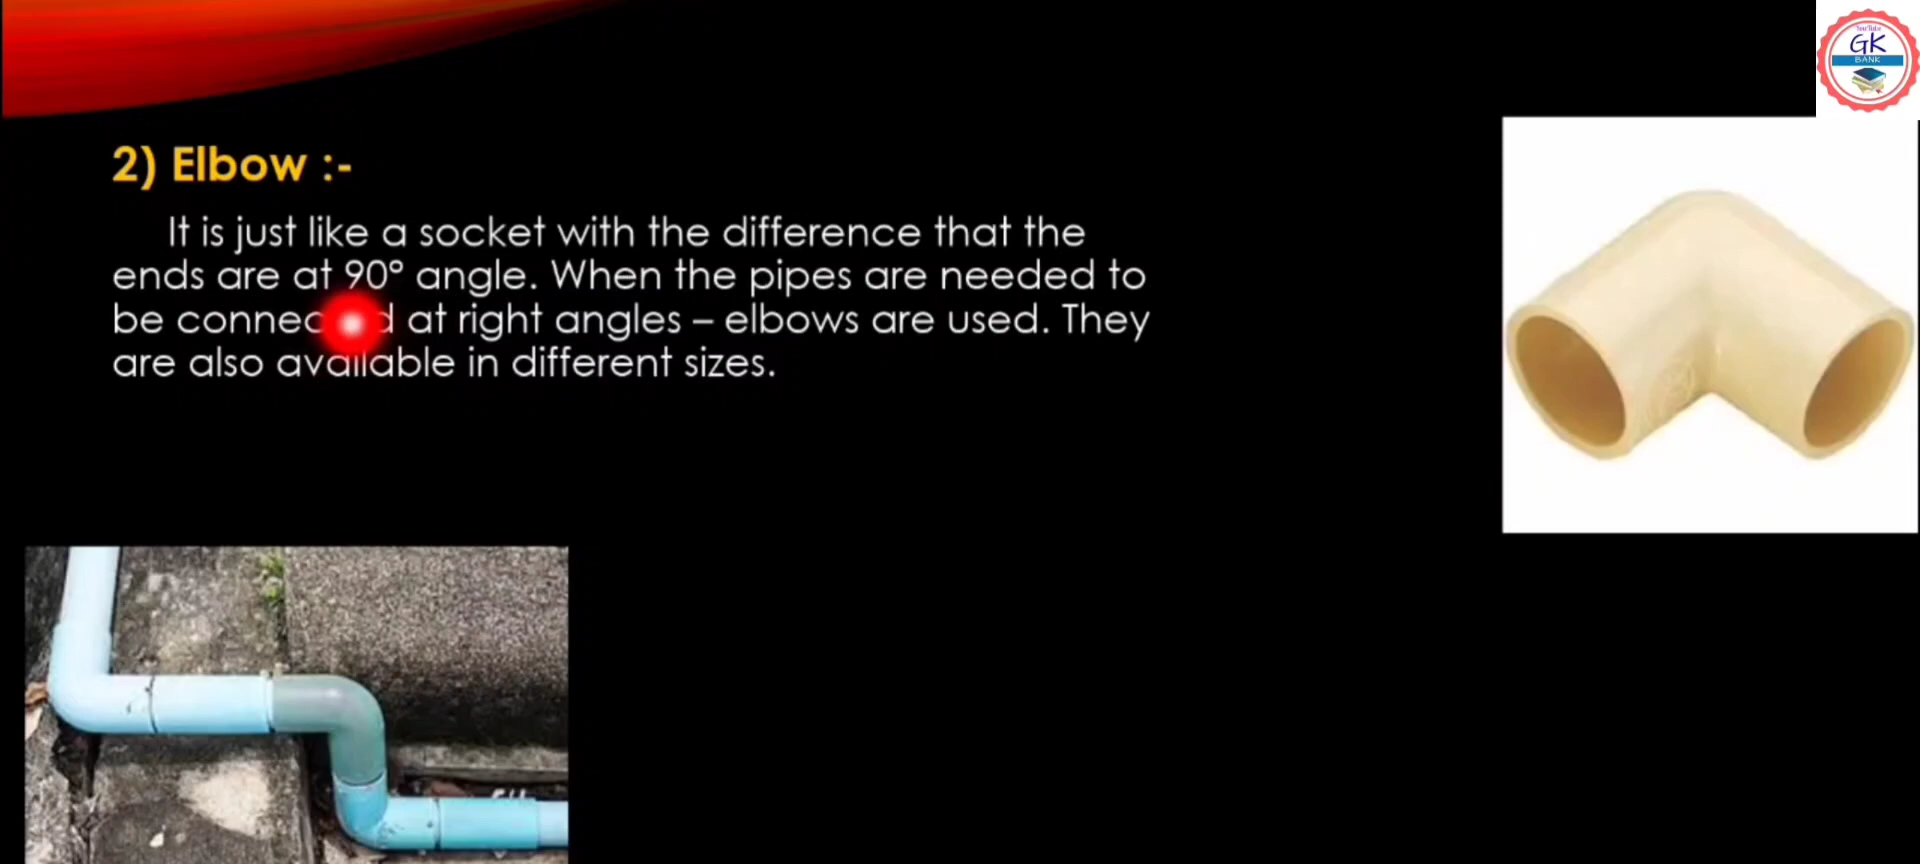 YouTube
GK
BANK
2) Elbow :-
It is just like a socket with the difference that the
ends are at 90° angle. When the pipes are needed to
be connected at right angles – elbows are used. They
are also available in different sizes.